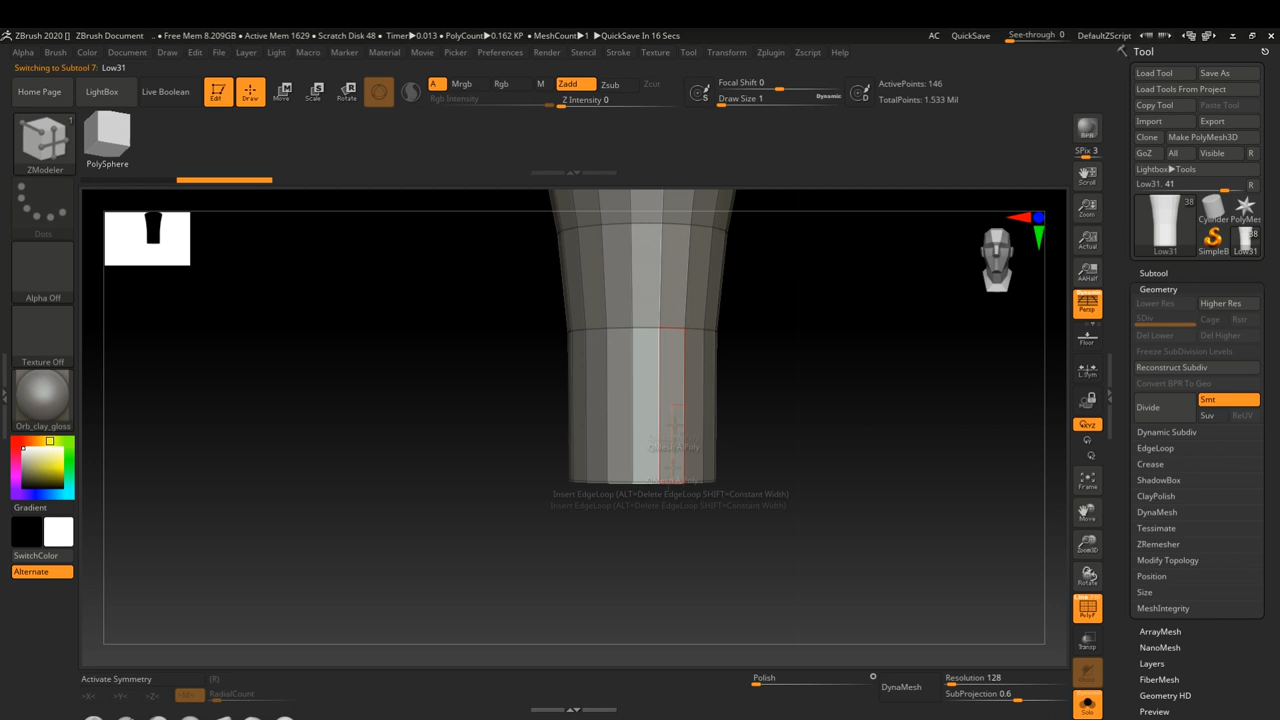 ZBrush 2020 [] ZBrush Document .. • Free Mem 8.209GB • Active Mem 1629 • Scratch Disk 48 • Timer▶0.013 • PolyCount▶0.162 KP • MeshCount▶1 ▼QuickSave In 16 Secs AC QuickSave See-through 0 DefaultZScript
Alpha Brush Color Document Draw Edit File Layer Light Macro Marker Material Movie Picker Preferences Render Stencil Stroke Texture Tool Transform Zplugin Zscript Help
Switching to Subtool 7: Low31
Home Page LightBox Live Boolean Edit Draw Move Scale Rotate
A Mrgb Rgb M Zadd Zsub Zcut
Rgb Intensity Z Intensity 0
S Focal Shift 0
Draw Size 1 Dynamic
D ActivePoints: 146
TotalPoints: 1.533 Mil
1
ZModeler
PolySphere
Dots
Alpha Off
Texture Off
Orb_clay_gloss
Gradient
SwitchColor
Alternate
QMesh A Poly
Insert EdgeLoop (ALT=Delete EdgeLoop SHIFT=Constant Width)
Insert EdgeLoop (ALT=Delete EdgeLoop SHIFT=Constant Width)
BPR
SPix 3
Scroll
Zoom
Actual
AAHalf
Dynamic
Persp
Floor
L.Sym
XYZ
Frame
Move
Zoom3D
Rotate
Line Fill
PolyF
Transp
Ghost
Dynamic
Solo
Tool
Load Tool Save As
Load Tools From Project
Copy Tool Paste Tool
Import Export
Clone Make PolyMesh3D
GoZ All Visible R
Lightbox▶Tools
Low31. 41 R
38
Cylinder PolyMes
38
Low31 SimpleB Low31
Subtool
Geometry
Lower Res Higher Res
SDiv Cage Rstr
Del Lower Del Higher
Freeze SubDivision Levels
Reconstruct Subdiv
Convert BPR To Geo
Divide Smt
Suv ReUV
Dynamic Subdiv
EdgeLoop
Crease
ShadowBox
ClayPolish
DynaMesh
Tessimate
ZRemesher
Modify Topology
Position
Size
MeshIntegrity
ArrayMesh
NanoMesh
Layers
FiberMesh
Geometry HD
Preview
Activate Symmetry (R)
>X< >Y< >Z< >M< RadialCount
Polish DynaMesh Resolution 128
SubProjection 0.6